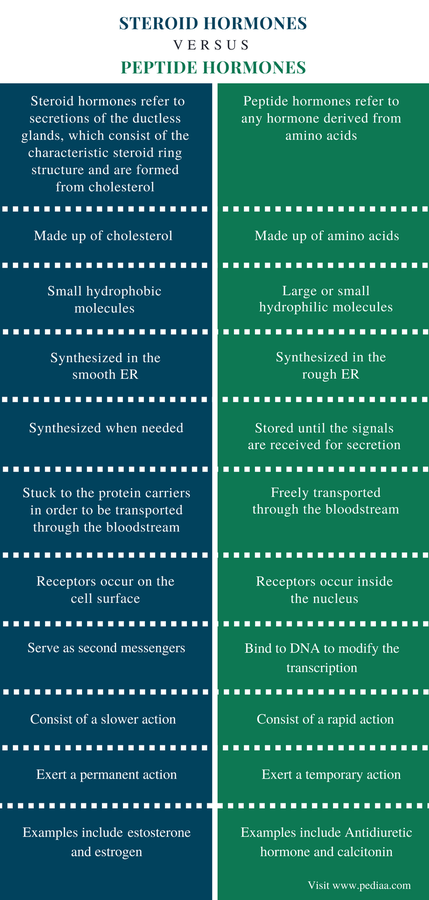 STEROID HORMONES
VERSUS
PEPTIDE HORMONES
Steroid hormones refer to
secretions of the ductless
glands, which consist of the
characteristic steroid ring
structure and are formed
from cholesterol
Peptide hormones refer to
any hormone derived from
amino acids
Made up of cholesterol
Made up of amino acids
Small hydrophobic
molecules
Large or small
hydrophilic molecules
Synthesized in the
smooth ER
Synthesized in the
rough ER
Synthesized when needed
Stored until the signals
are received for secretion
Stuck to the protein carriers
in order to be transported
through the bloodstream
Freely transported
through the bloodstream
Receptors occur on the
cell surface
Receptors occur inside
the nucleus
Serve as second messengers
Bind to DNA to modify the
transcription
Consist of a slower action
Consist of a rapid action
Exert a permanent action
Exert a temporary action
Examples include estosterone
and estrogen
Examples include Antidiuretic
hormone and calcitonin
Visit www.pediaa.com